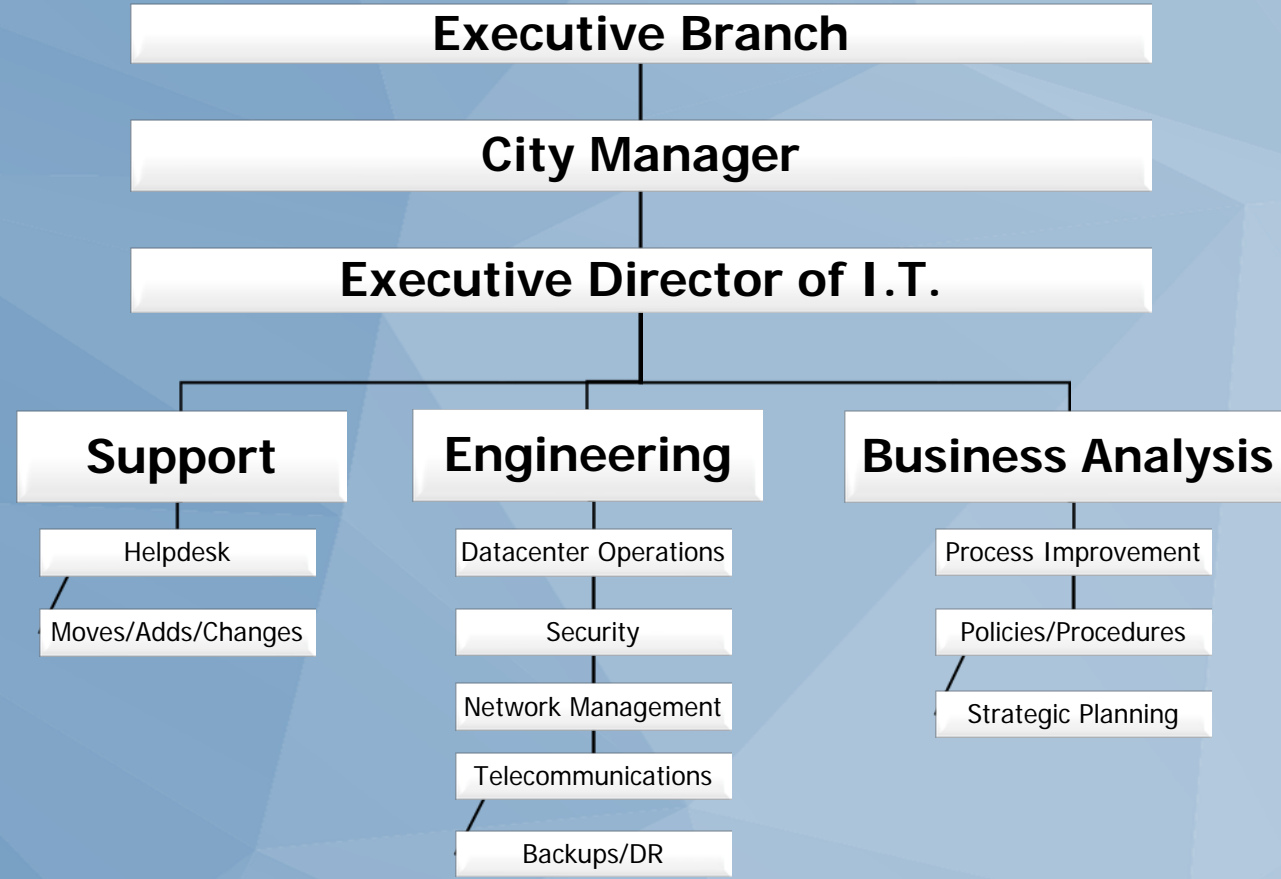 Executive Branch
City Manager
Executive Director of I.T.
Support
Helpdesk
Moves/Adds/Changes
Engineering
Datacenter Operations
Security
Network Management
Telecommunications
Backups/DR
Business Analysis
Process Improvement
Policies/Procedures
Strategic Planning